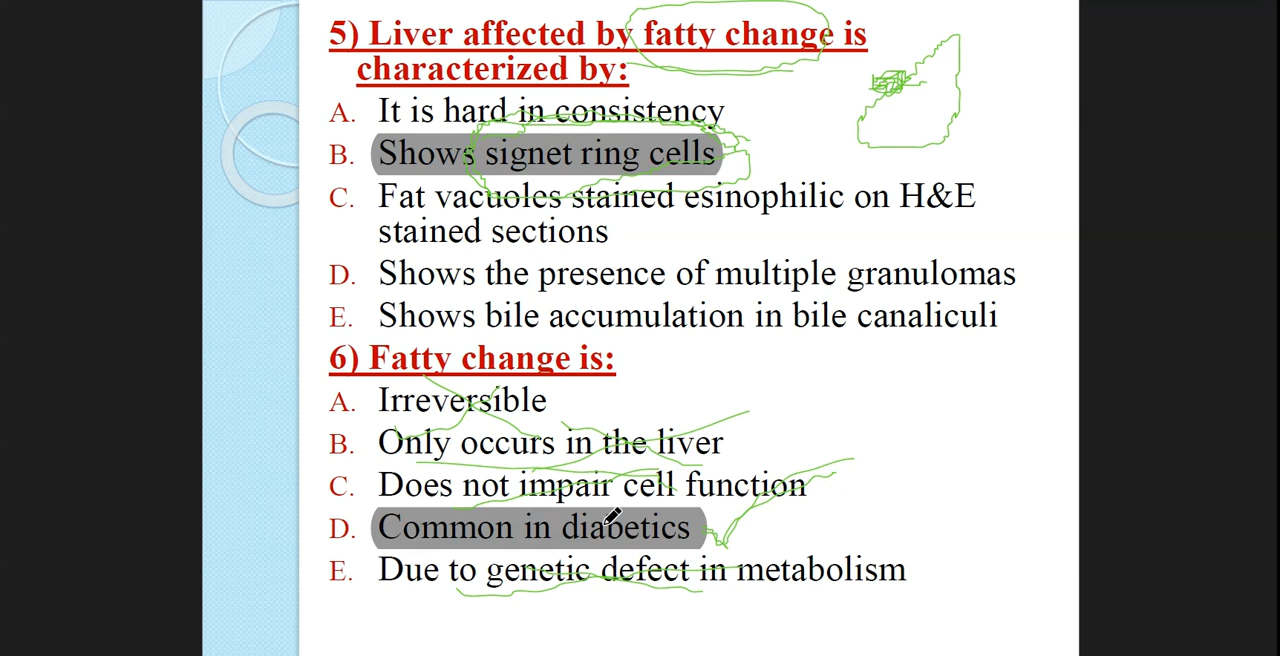 5) Liver affected by fatty change is
characterized by:
A. It is hard in consistency
B. Shows signet ring cells
C. Fat vacuoles stained esinophilic on H&E
stained sections
D. Shows the presence of multiple granulomas
E. Shows bile accumulation in bile canaliculi
6) Fatty change is:
A. Irreversible
B. Only occurs in the liver
C. Does not impair cell function
D. Common in diabetics
E. Due to genetic defect in metabolism